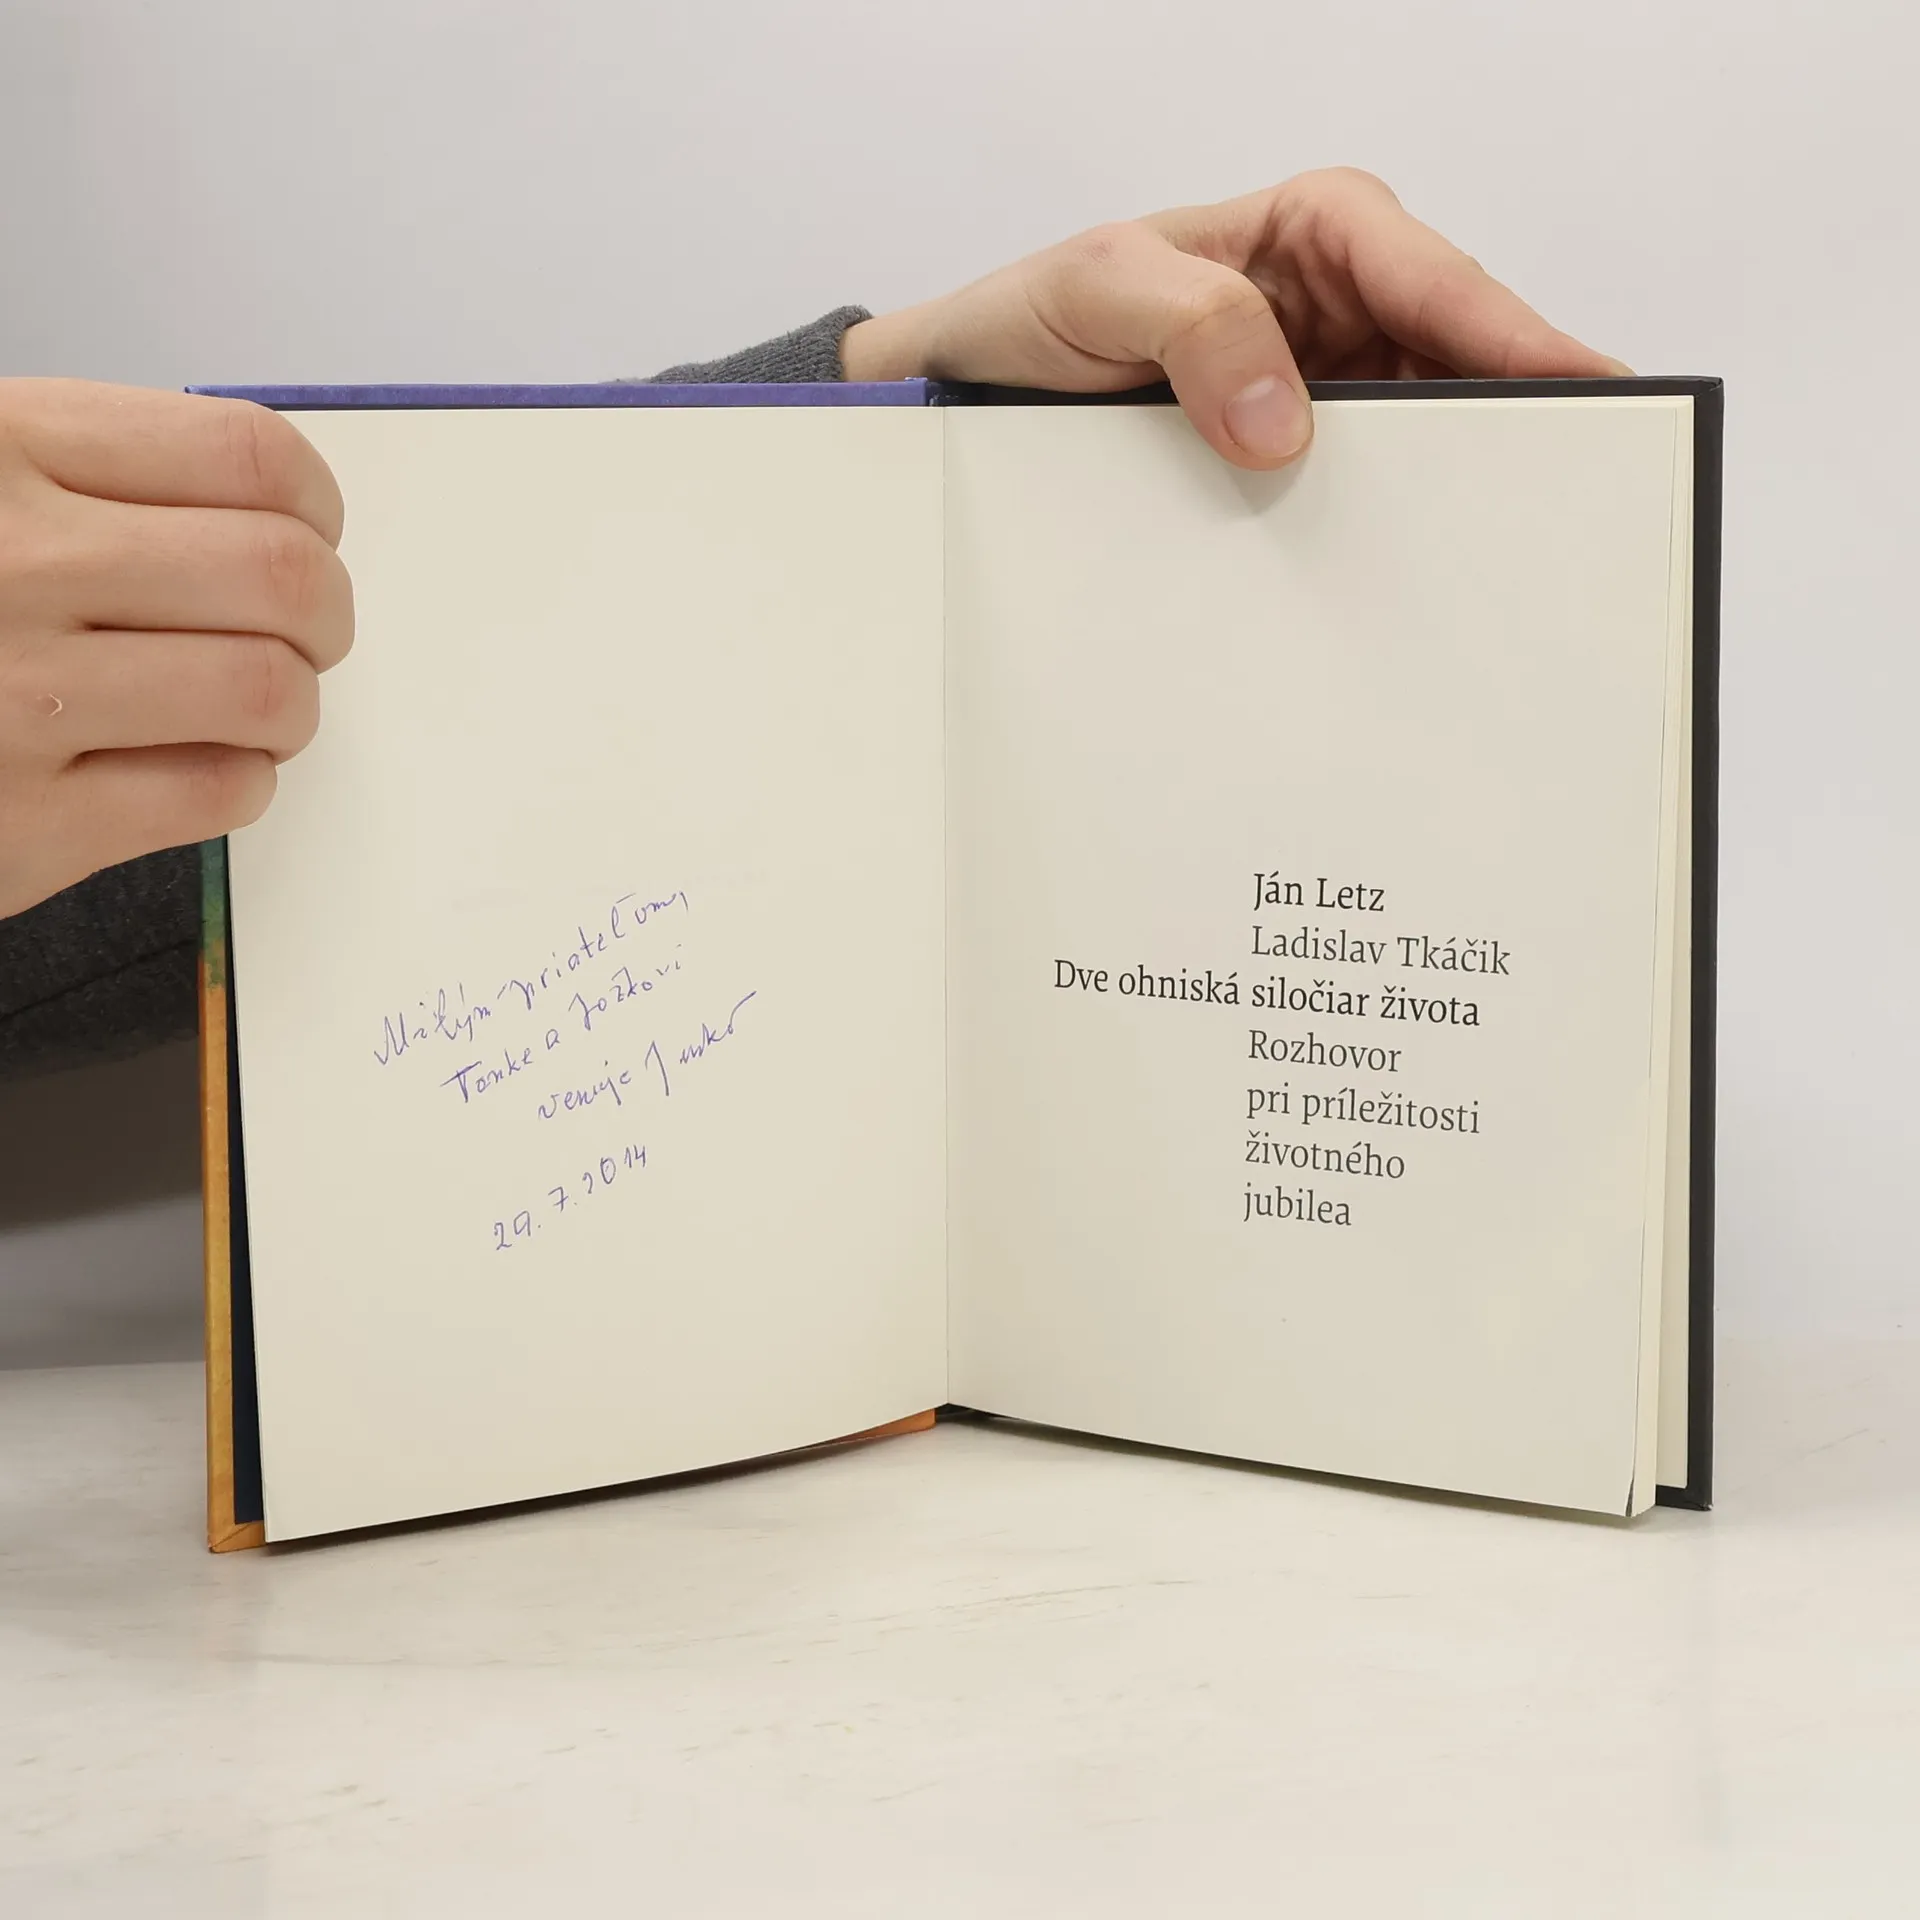 Milým priateľom,
Tonke a Jožkovi
venuje Janko
29.7.2014
Ján Letz
Ladislav Tkáčik
Dve ohniská siločiar života
Rozhovor
pri príležitosti
životného
jubilea